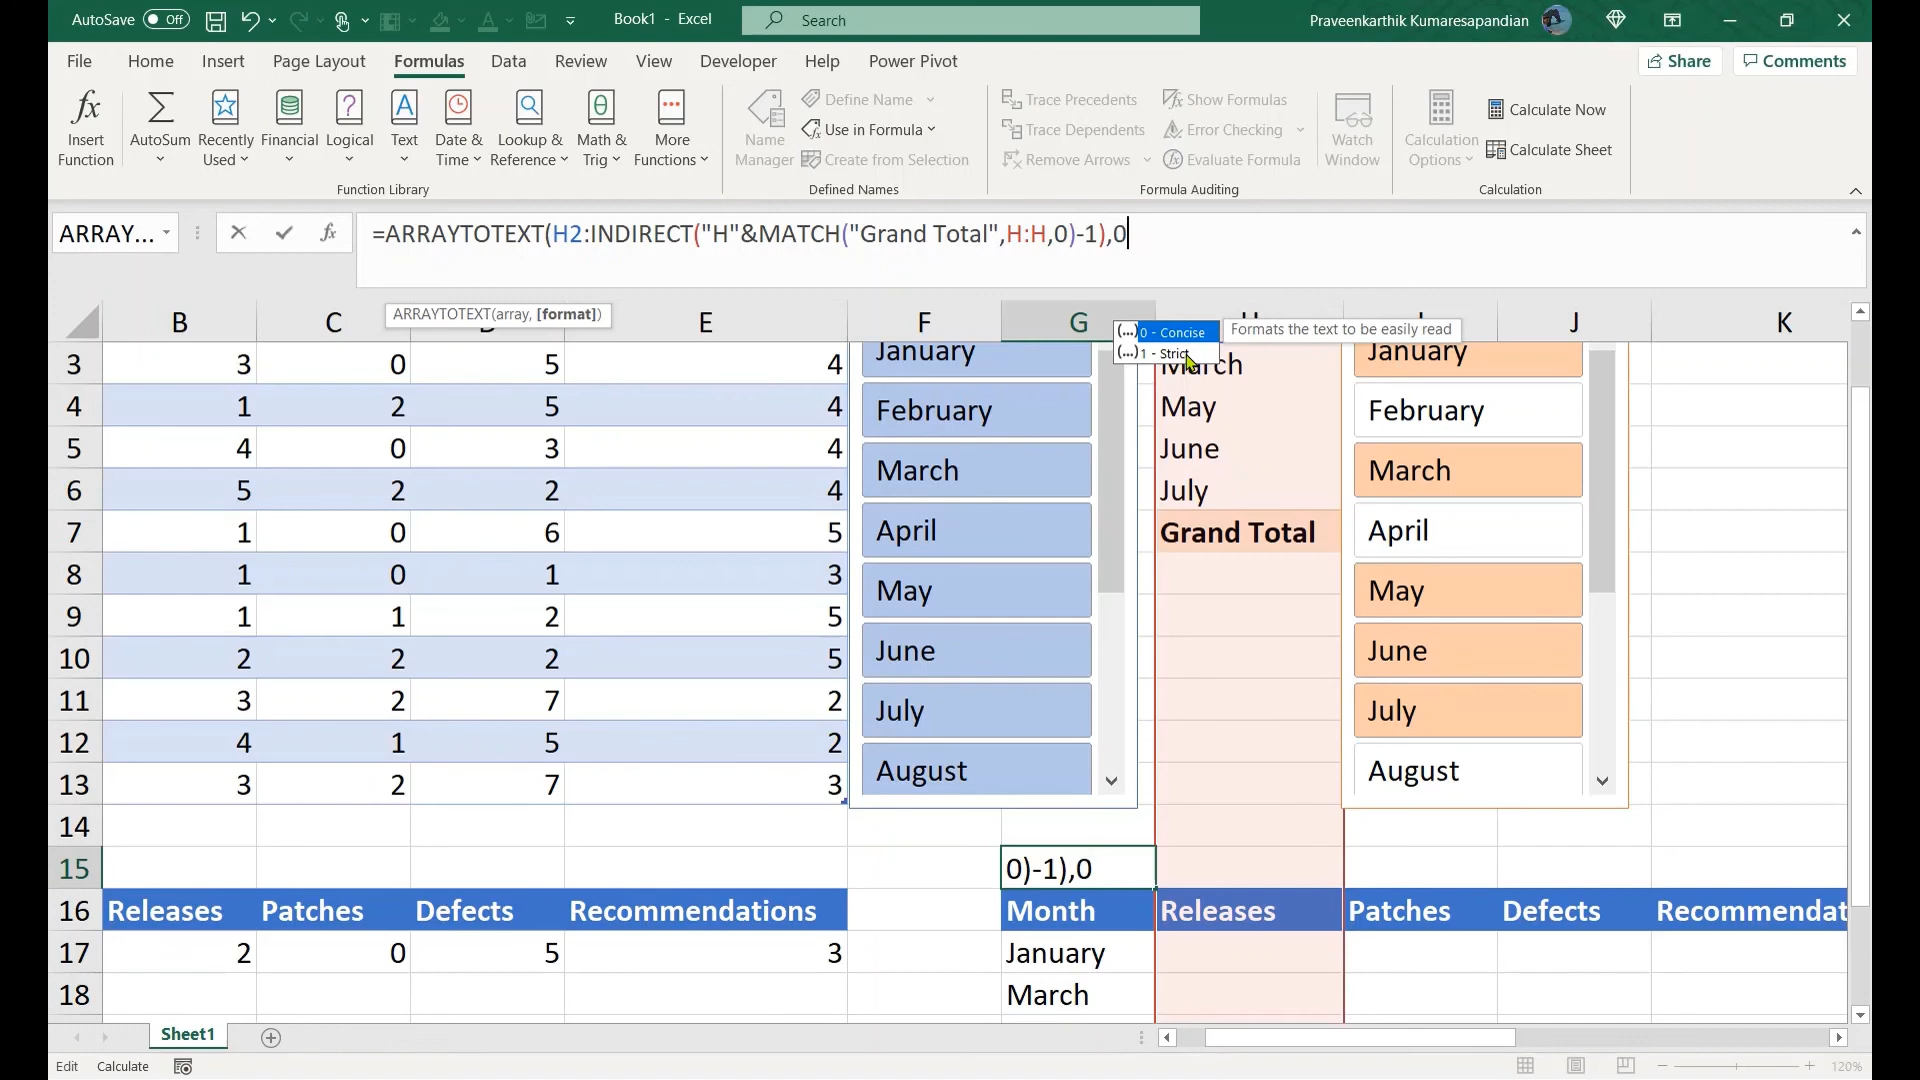 AutoSave Off Book1 - Excel Search Praveenkarthik Kumaresapandian
File Home Insert Page Layout Formulas Data Review View Developer Help Power Pivot Share Comments
Insert Function
AutoSum
Recently Used
Financial
Logical
Text
Date & Time
Lookup & Reference
Math & Trig
More Functions
Function Library
Name Manager
Define Name
Use in Formula
Create from Selection
Defined Names
Trace Precedents
Trace Dependents
Remove Arrows
Show Formulas
Error Checking
Evaluate Formula
Formula Auditing
Watch Window
Calculation Options
Calculate Now
Calculate Sheet
Calculation
ARRAY... fx =ARRAYTOTEXT(H2:INDIRECT("H"&MATCH("Grand Total",H:H,0)-1),0
ARRAYTOTEXT(array, [format])
(...) 0 - Concise Formats the text to be easily read
(...) 1 - Strict
B C E F G J K
3 3 0 5 4 January March January
4 1 2 5 4 February May February
5 4 0 3 4 June
6 5 2 2 4 March July March
7 1 0 6 5 April Grand Total April
8 1 0 1 3 May May
9 1 1 2 5
10 2 2 2 5 June June
11 3 2 7 2 July July
12 4 1 5 2 August August
13 3 2 7 3
14
15 0)-1),0
16 Releases Patches Defects Recommendations Month Releases Patches Defects Recommendat
17 2 0 5 3 January
18 March
Sheet1
Edit Calculate 120%